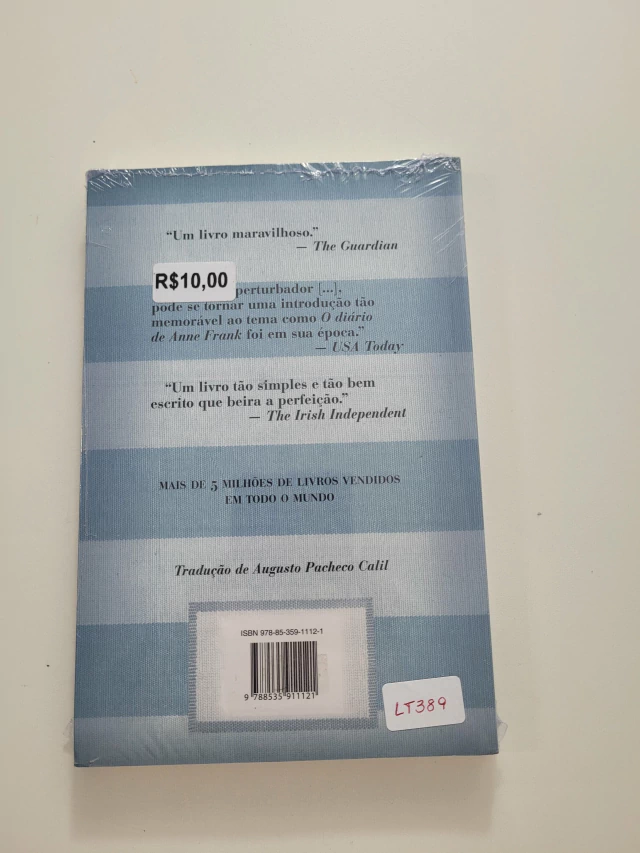 “Um livro maravilhoso.”
— The Guardian
R$10,00
perturbador [...],
pode se tornar uma introdução tão
memorável ao tema como O diário
de Anne Frank foi em sua época.”
— USA Today
“Um livro tão simples e tão bem
escrito que beira a perfeição.”
— The Irish Independent
MAIS DE 5 MILHÕES DE LIVROS VENDIDOS
EM TODO O MUNDO
Tradução de Augusto Pacheco Calil
ISBN 978-85-359-1112-1
9 788535 911121
LT389